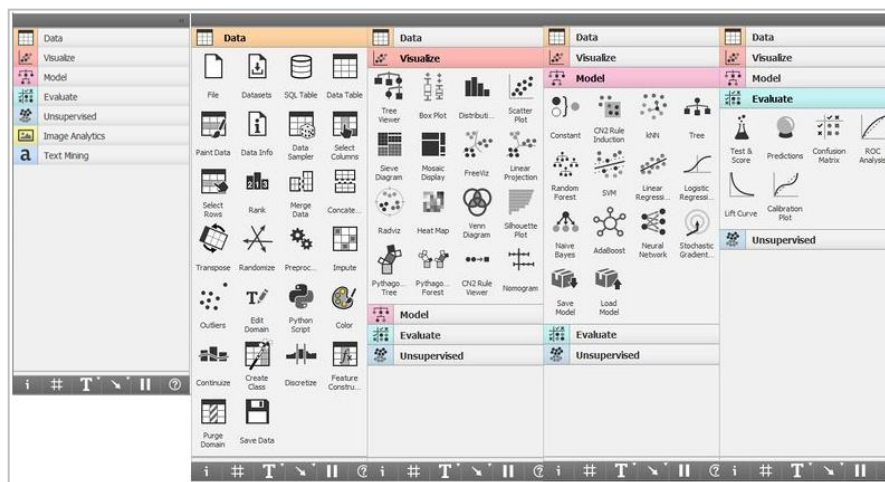 Data
Visualize
Model
Evaluate
Unsupervised
Image Analytics
a Text Mining
Data
File Datasets SQL Table Data Table
Paint Data Data Info Data Sampler Select Columns
Select Rows Rank Merge Data Concate...
Transpose Randomize Preproc... Impute
Outliers Edit Domain Python Script Color
Continuize Create Class Discretize Feature Constru...
Purge Domain Save Data
Data
Visualize
Tree Viewer Box Plot Distributi... Scatter Plot
Sieve Diagram Mosaic Display FreeViz Linear Projection
Radviz Heat Map Venn Diagram Silhouette Plot
Pythago... Tree Pythago... Forest CN2 Rule Viewer Nomogram
Model
Evaluate
Unsupervised
Data
Visualize
Model
Constant CN2 Rule Induction kNN Tree
Random Forest SVM Linear Regressi... Logistic Regressi...
Naive Bayes AdaBoost Neural Network Stochastic Gradient...
Save Model Load Model
Evaluate
Unsupervised
Data
Visualize
Model
Evaluate
Test & Score Predictions Confusion Matrix ROC Analysis
Lift Curve Calibration Plot
Unsupervised